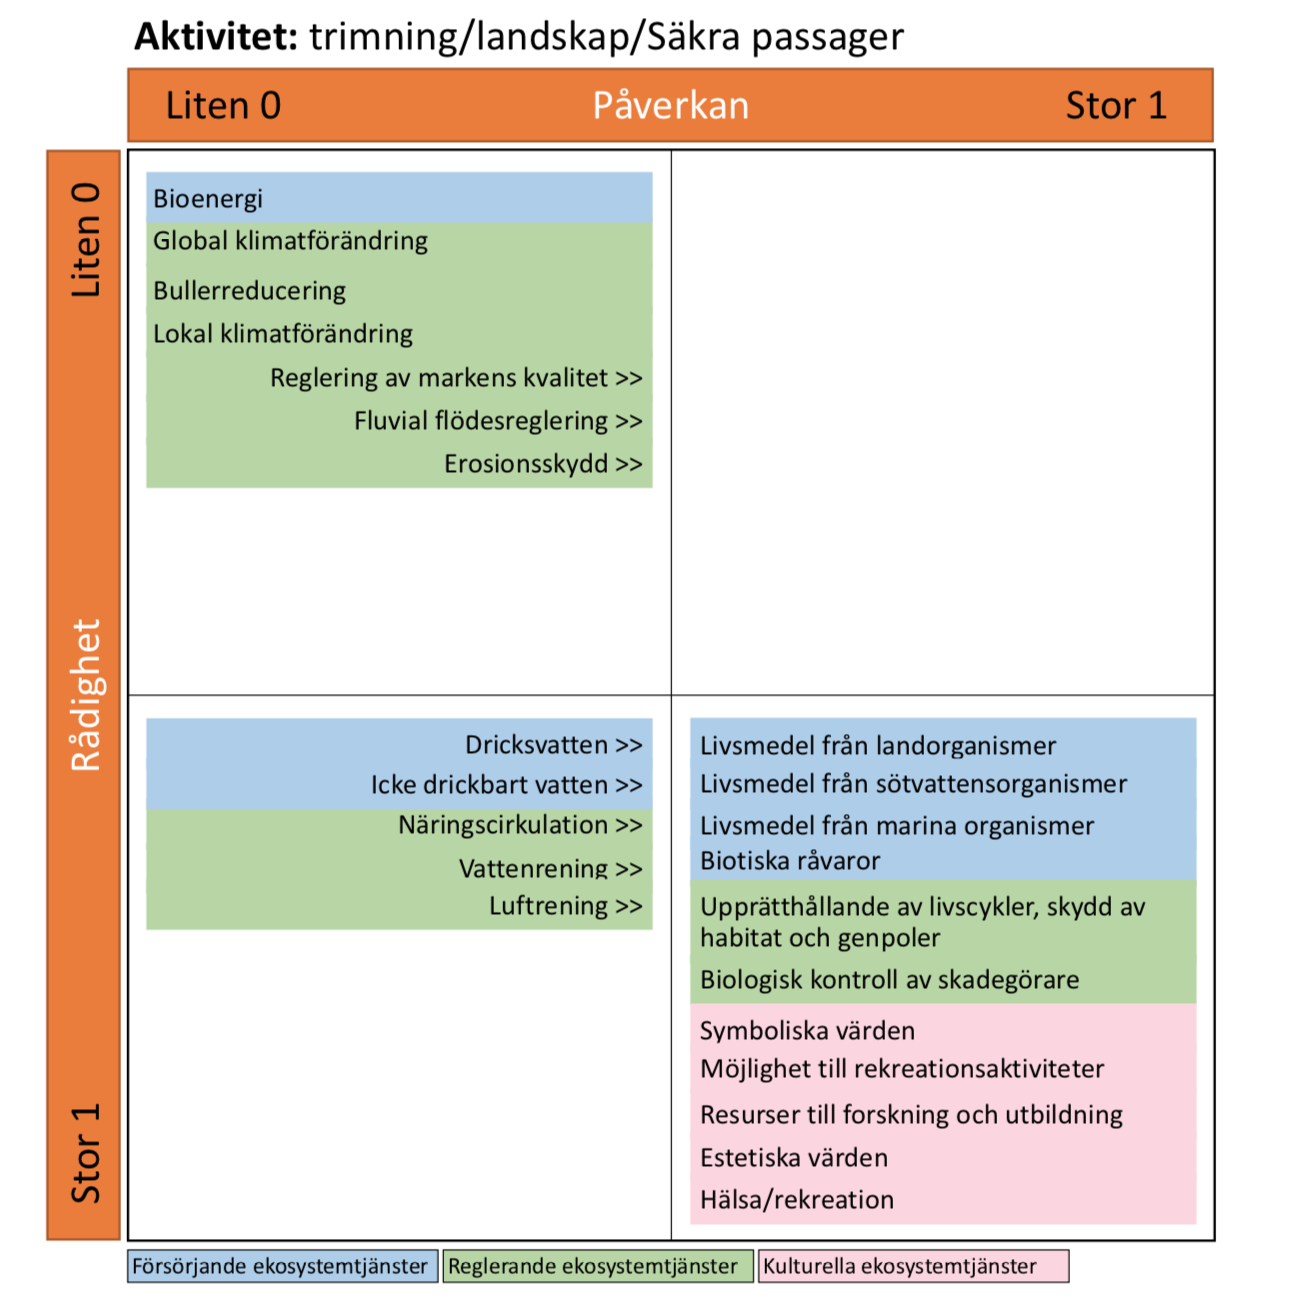 Aktivitet: trimning/landskap/Säkra passager
Liten 0
Påverkan
Stor 1
Liten 0
Rådighet
Stor 1
Bioenergi
Global klimatförändring
Bullerreducering
Lokal klimatförändring
Reglering av markens kvalitet >>
Fluvial flödesreglering >>
Erosionsskydd >>
Dricksvatten >>
Icke drickbart vatten >>
Näringscirkulation >>
Vattenrening >>
Luftrening >>
Livsmedel från landorganismer
Livsmedel från sötvattensorganismer
Livsmedel från marina organismer
Biotiska råvaror
Upprätthållande av livscykler, skydd av
habitat och genpoler
Biologisk kontroll av skadegörare
Symboliska värden
Möjlighet till rekreationsaktiviteter
Resurser till forskning och utbildning
Estetiska värden
Hälsa/rekreation
Försörjande ekosystemtjänster
Reglerande ekosystemtjänster
Kulturella ekosystemtjänster